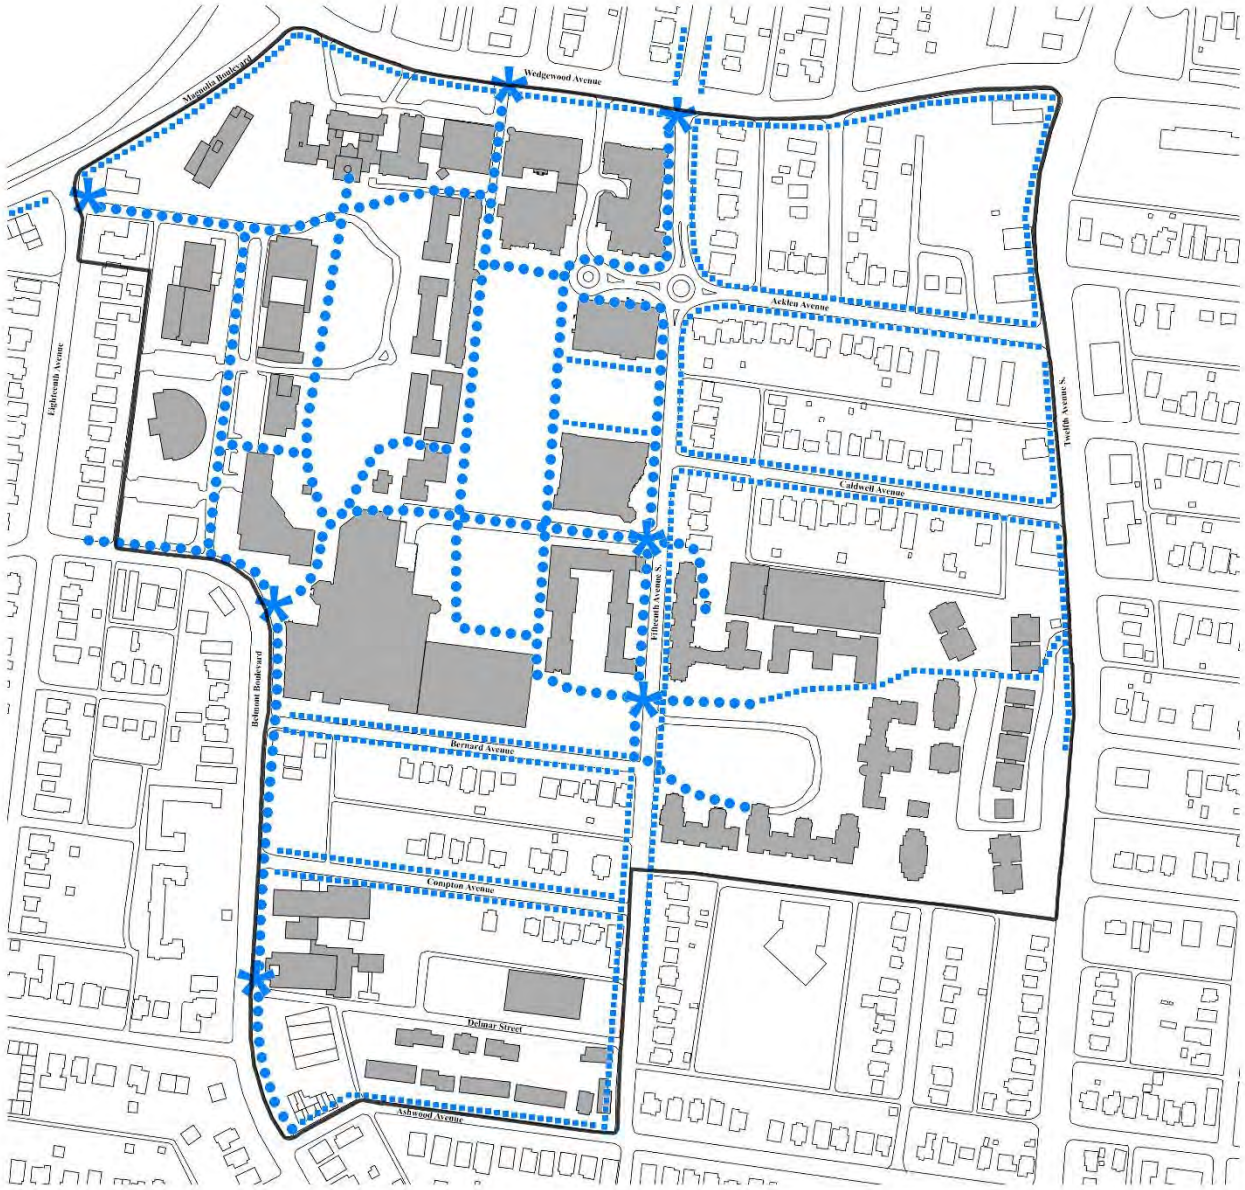 Wedgewood Avenue
Magnolia Boulevard
Acklen Avenue
Eighteenth Avenue
Twelfth Avenue S.
Caldwell Avenue
Fifteenth Avenue S.
Belmont Boulevard
Bernard Avenue
Compton Avenue
Delmar Street
Ashwood Avenue